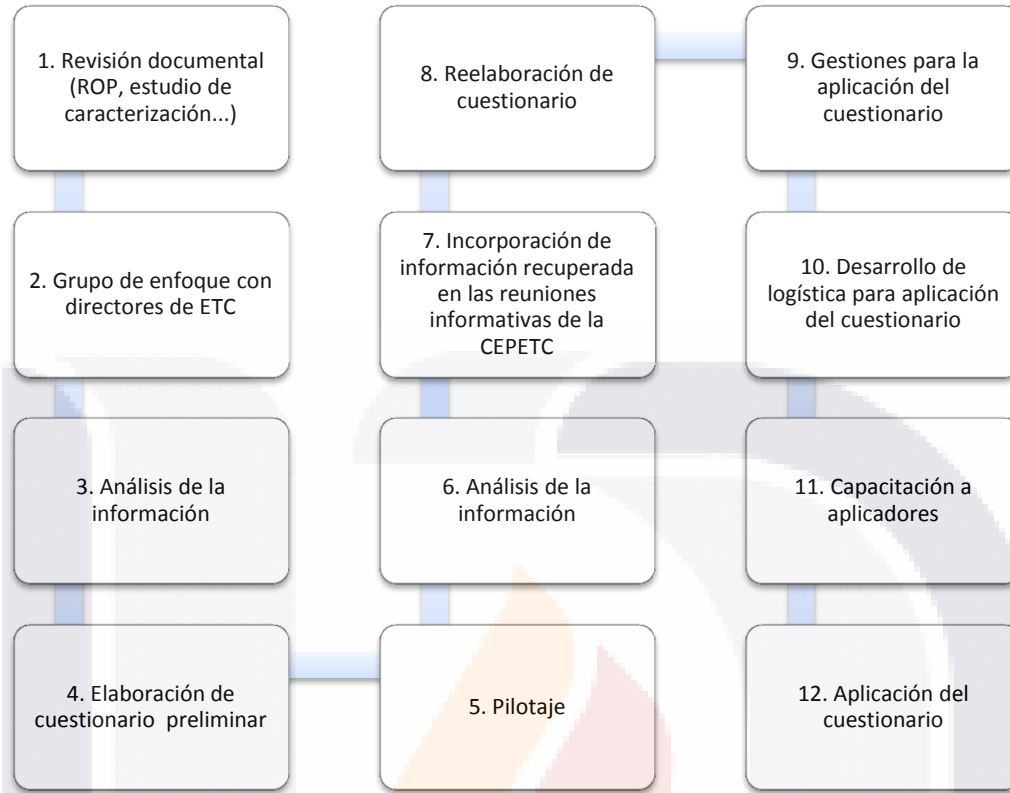 1. Revisión documental
(ROP, estudio de
caracterización...)
2. Grupo de enfoque con
directores de ETC
3. Análisis de la
información
4. Elaboración de
cuestionario preliminar
5. Pilotaje
6. Análisis de la
información
7. Incorporación de
información recuperada
en las reuniones
informativas de la
CEPETC
8. Reelaboración de
cuestionario
9. Gestiones para la
aplicación del
cuestionario
10. Desarrollo de
logística para aplicación
del cuestionario
11. Capacitación a
aplicadores
12. Aplicación del
cuestionario